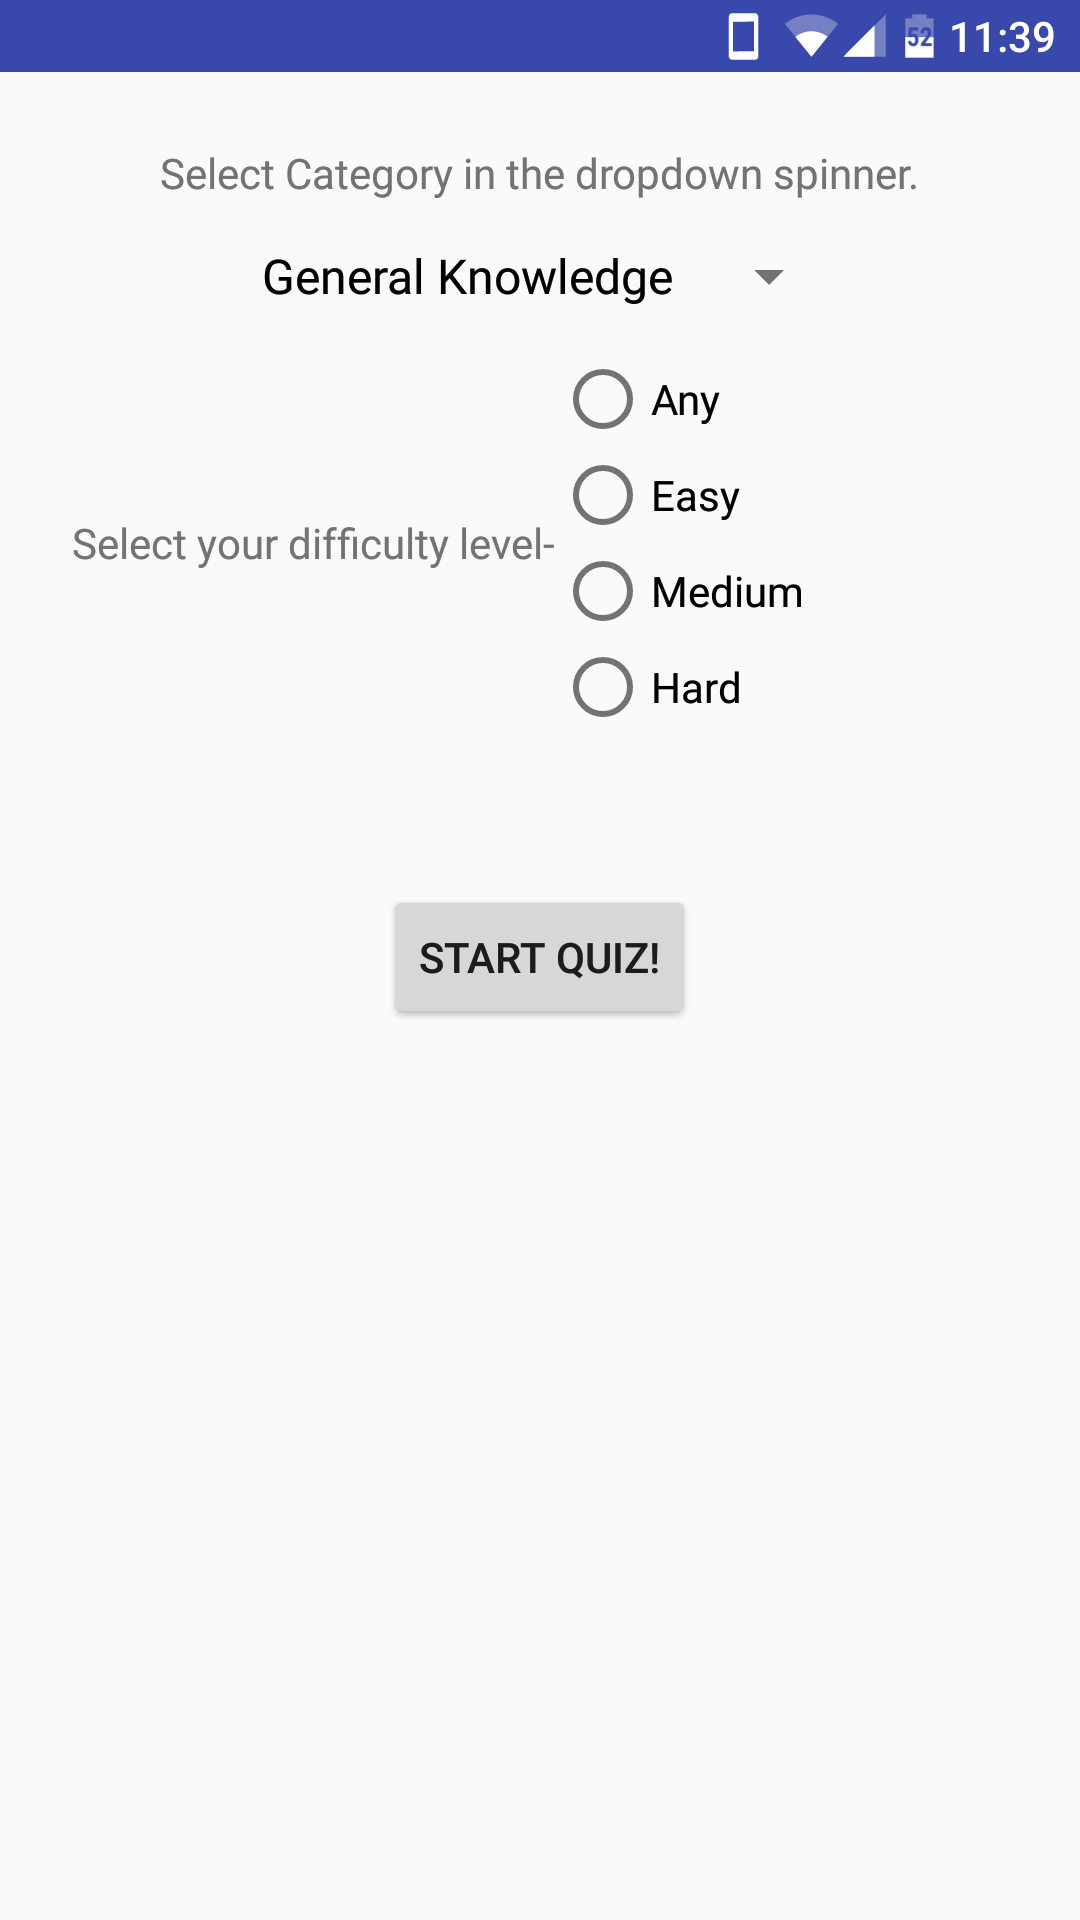 52 11:39
Select Category in the dropdown spinner.
General Knowledge
Any
Easy
Select your difficulty level-
Medium
Hard
START QUIZ!